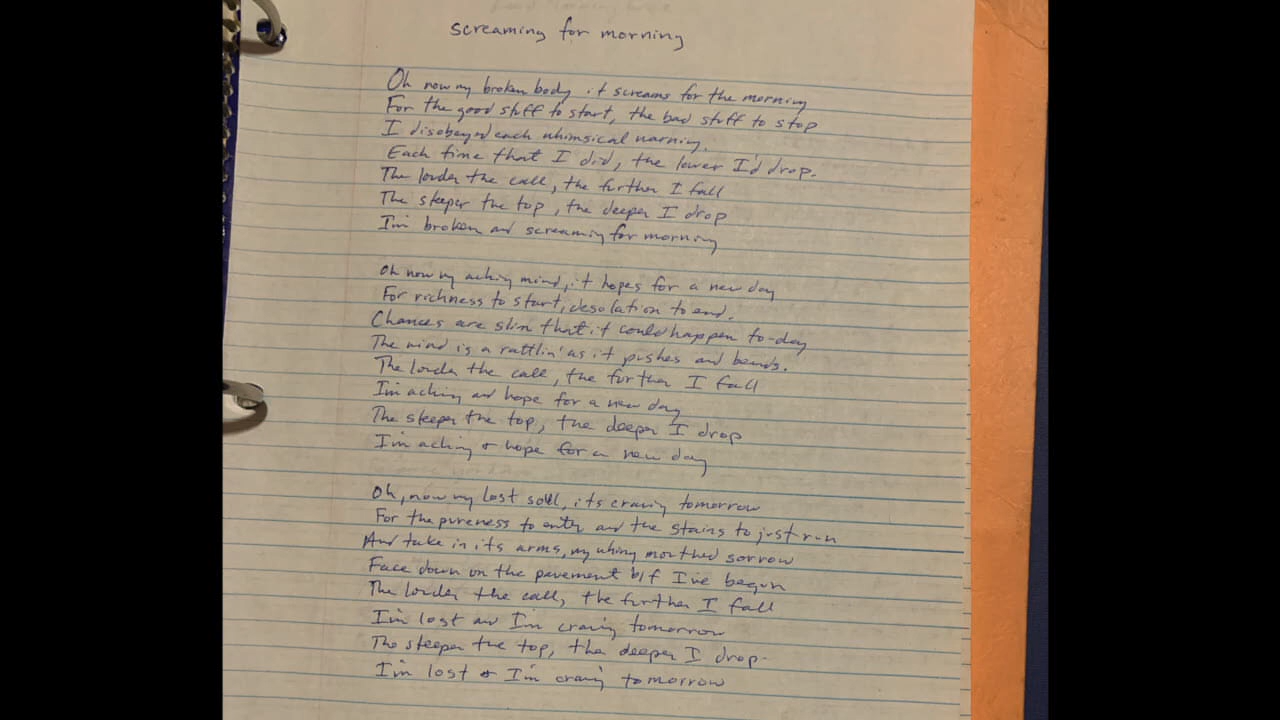 screaming for morning
Oh now my broken body it screams for the morning
For the good stuff to start, the bad stuff to stop
I disobeyed each whimsical warning.
Each time that I did, the lower I'd drop.
The louder the call, the further I fall
The steeper the top, the deeper I drop
I'm broken and screaming for morning
Oh now my aching mind, it hopes for a new day
For richness to start, desolation to end.
Chances are slim that it could happen to-day
The mind is a rattlin' as it pushes and bends.
The louder the call, the further I fall
I'm aching and hope for a new day
The steeper the top, the deeper I drop
I'm aching + hope for a new day
Oh, now my lost soul, its craving tomorrow
For the pureness to enter and the stains to just run
And take in its arms, my mouthed sorrow
Face down on the pavement b/f I've begun
The louder the call, the further I fall
I'm lost and I'm craving tomorrow
The steeper the top, the deeper I drop
I'm lost + I'm craving tomorrow